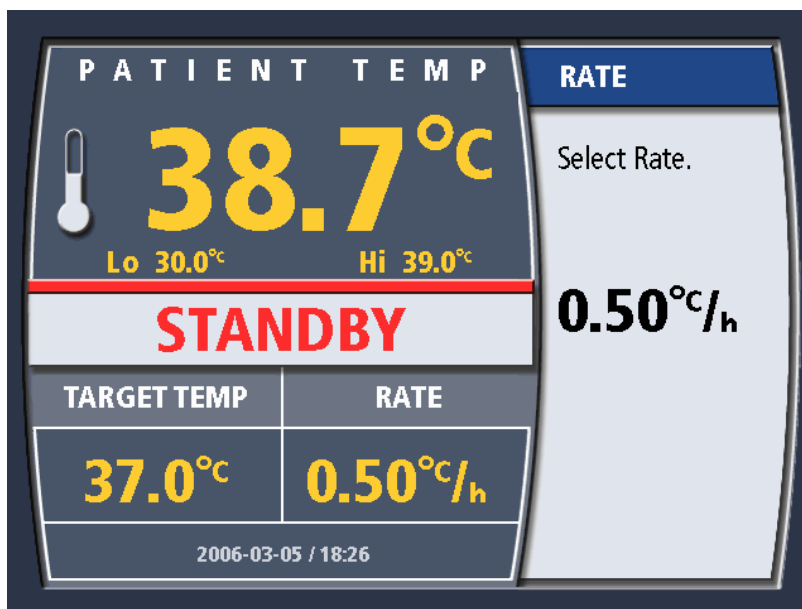 PATIENT TEMP
38.7°C
Lo 30.0°C Hi 39.0°C
STANDBY
TARGET TEMP RATE
37.0°C 0.50°C/h
2006-03-05 / 18:26
RATE
Select Rate.
0.50°C/h